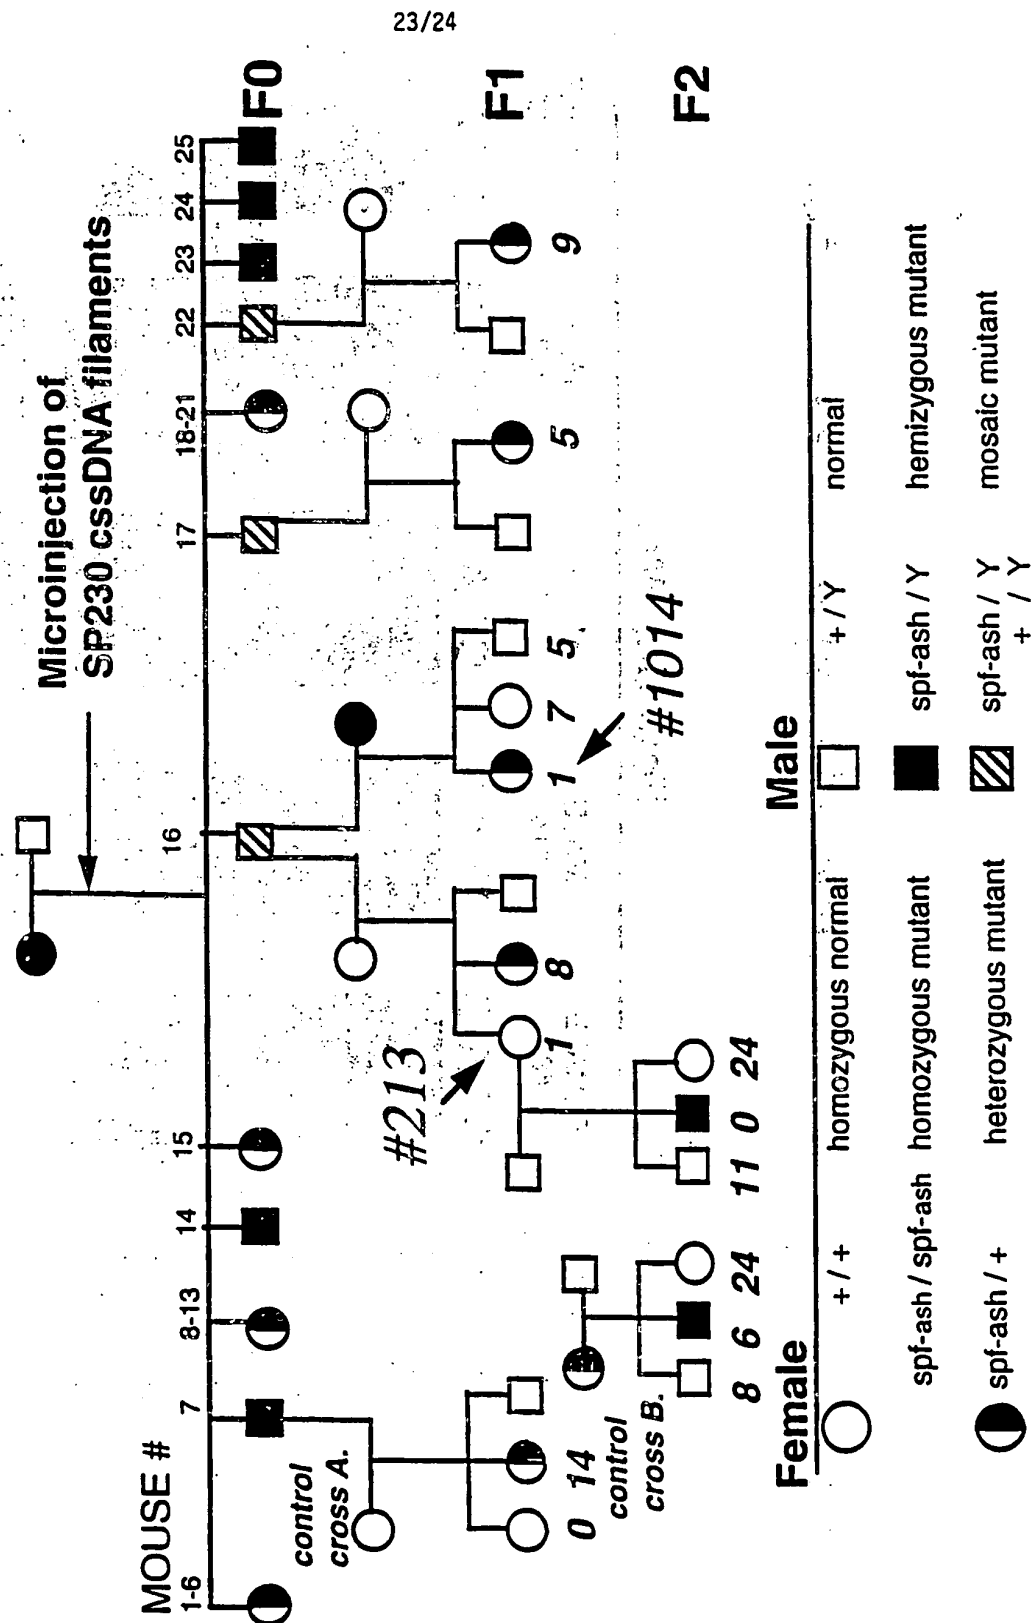 23/24
Microinjection of
SP230 cssDNA filaments
MOUSE #
1-6 7 8-13 14 15 16 17 18-21 22 23 24 25
F0
control
cross A.
#213
#1014
F1
0 14 1 8 1 7 5 5 9
control
cross B.
F2
8 6 24 11 0 24
Female Male
+ / + homozygous normal + / Y normal
spf-ash / spf-ash homozygous mutant spf-ash / Y hemizygous mutant
spf-ash / + heterozygous mutant spf-ash / Y mosaic mutant
+ / Y